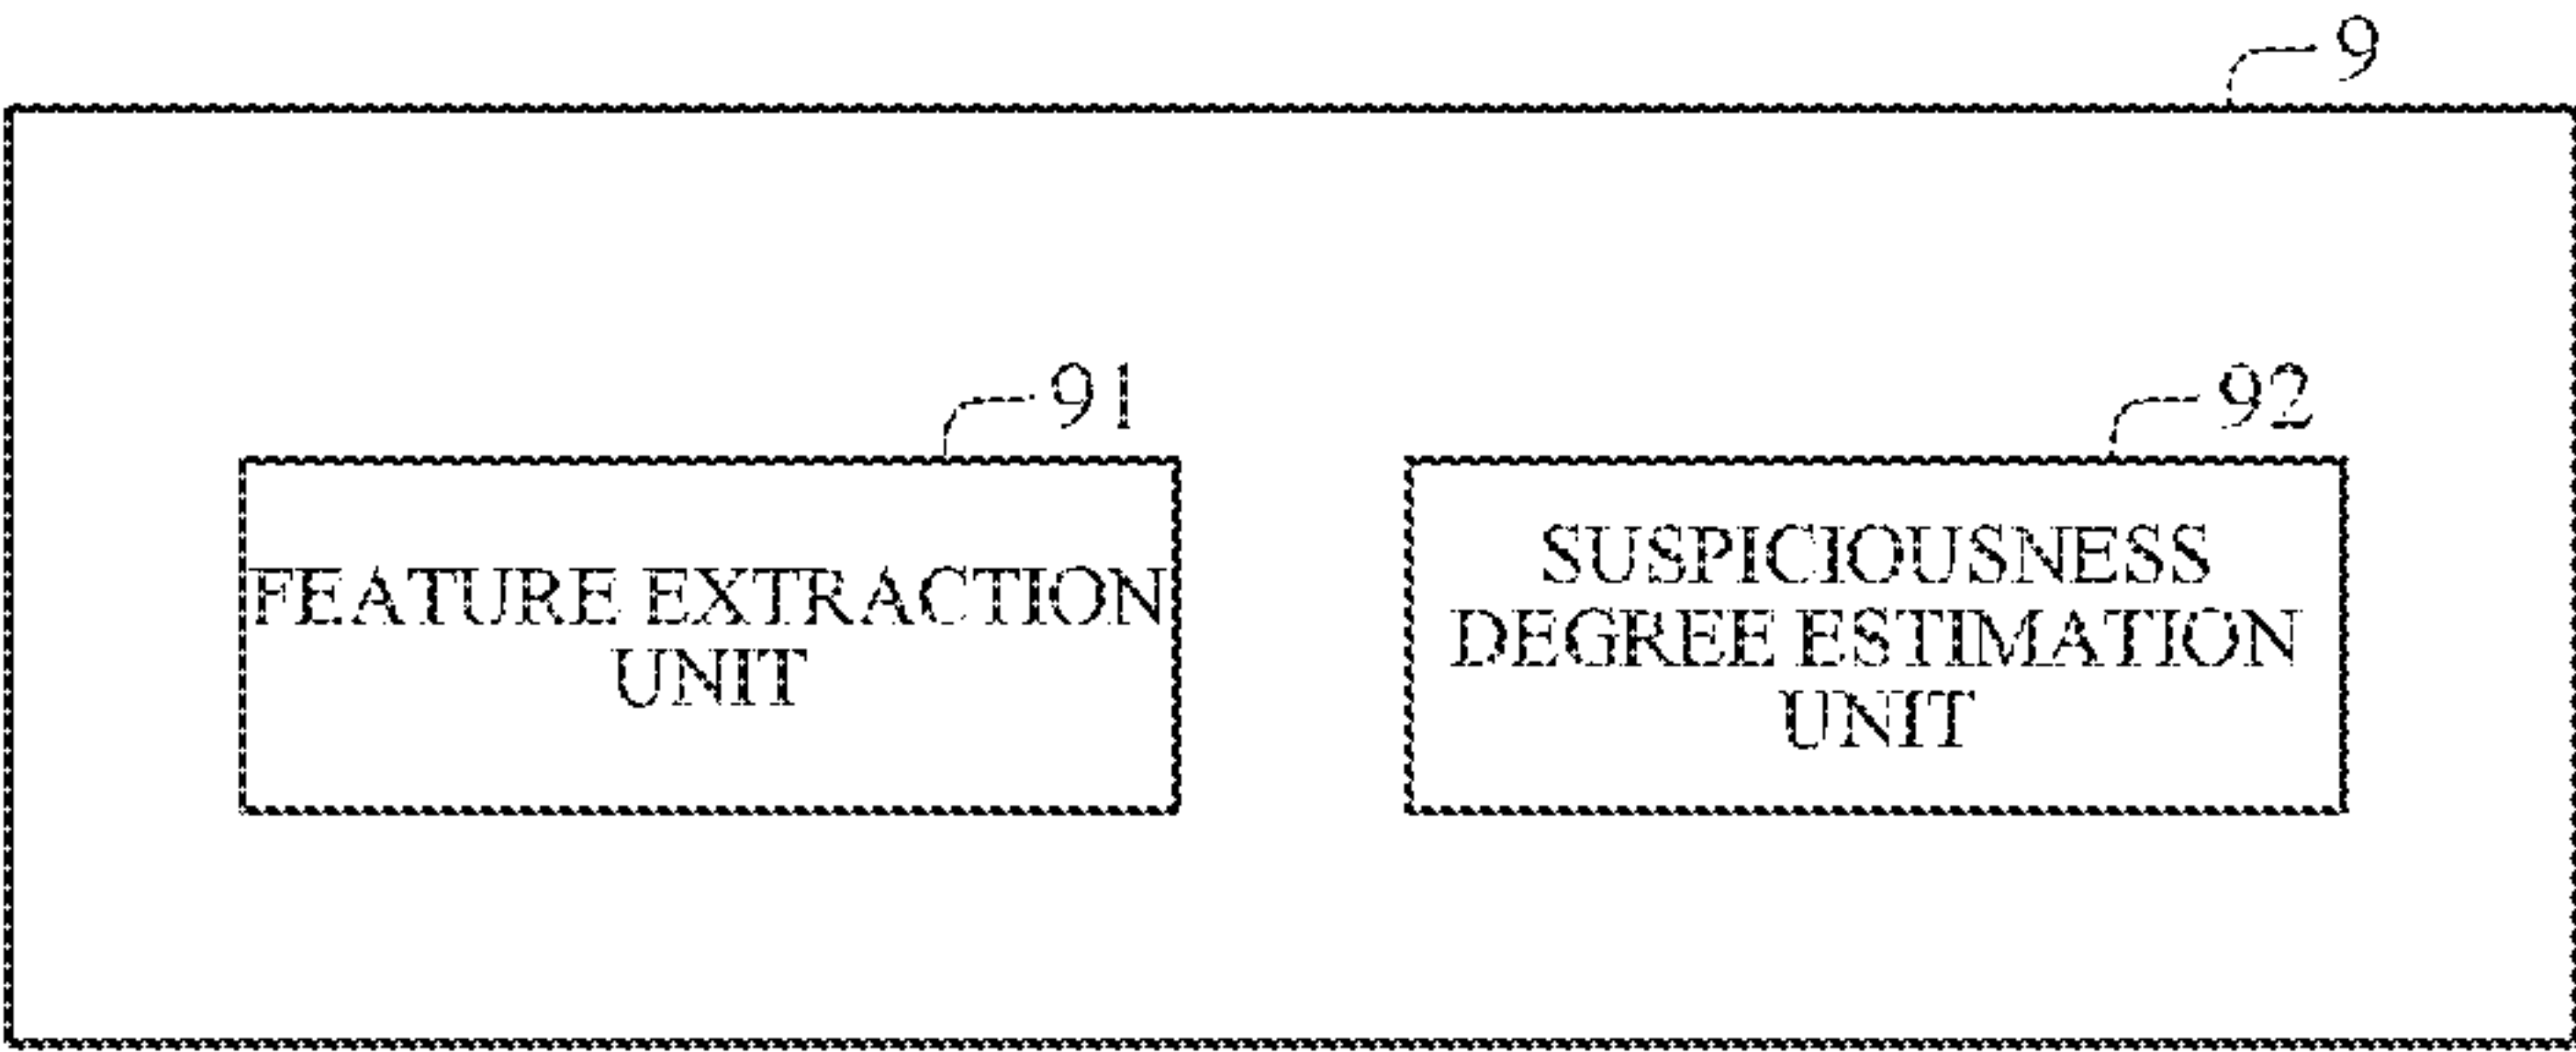 9
91
92
FEATURE EXTRACTION
UNIT
SUSPICIOUSNESS
DEGREE ESTIMATION
UNIT